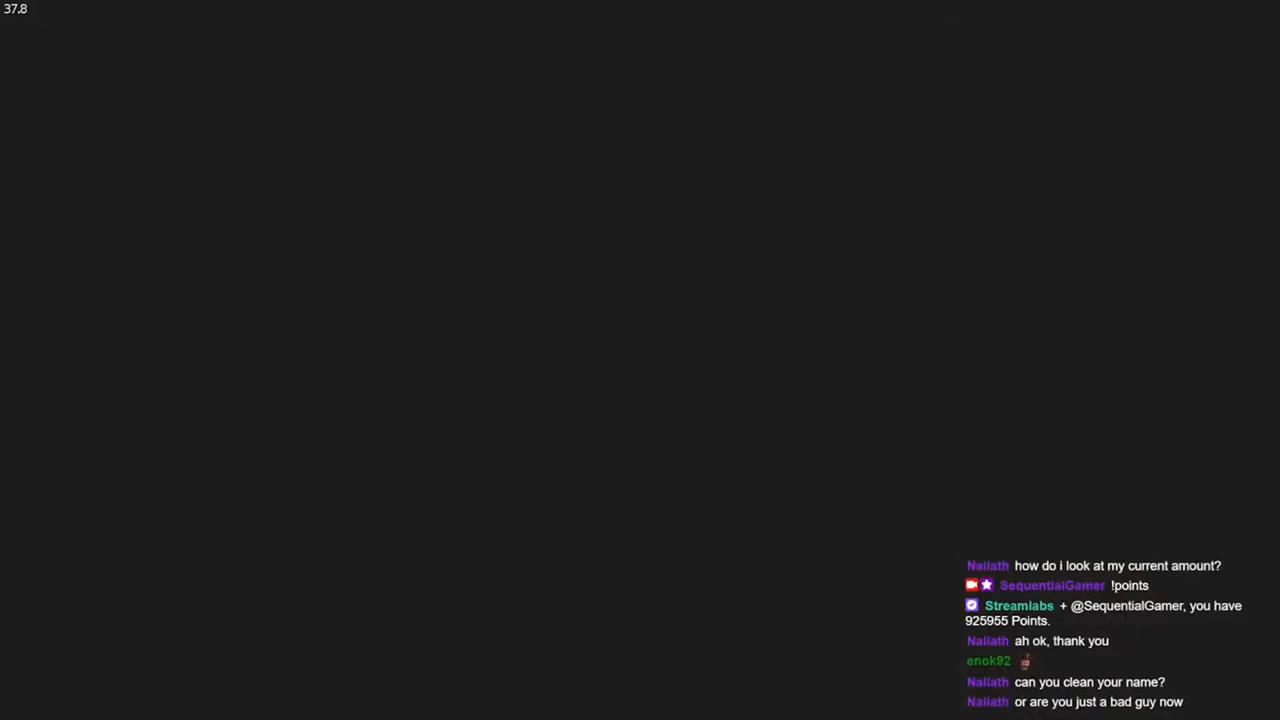 37.8
Nailath how do i look at my current amount?
SequentialGamer !points
Streamlabs + @SequentialGamer, you have
925955 Points.
Nailath ah ok, thank you
enok92
Nailath can you clean your name?
Nailath or are you just a bad guy now